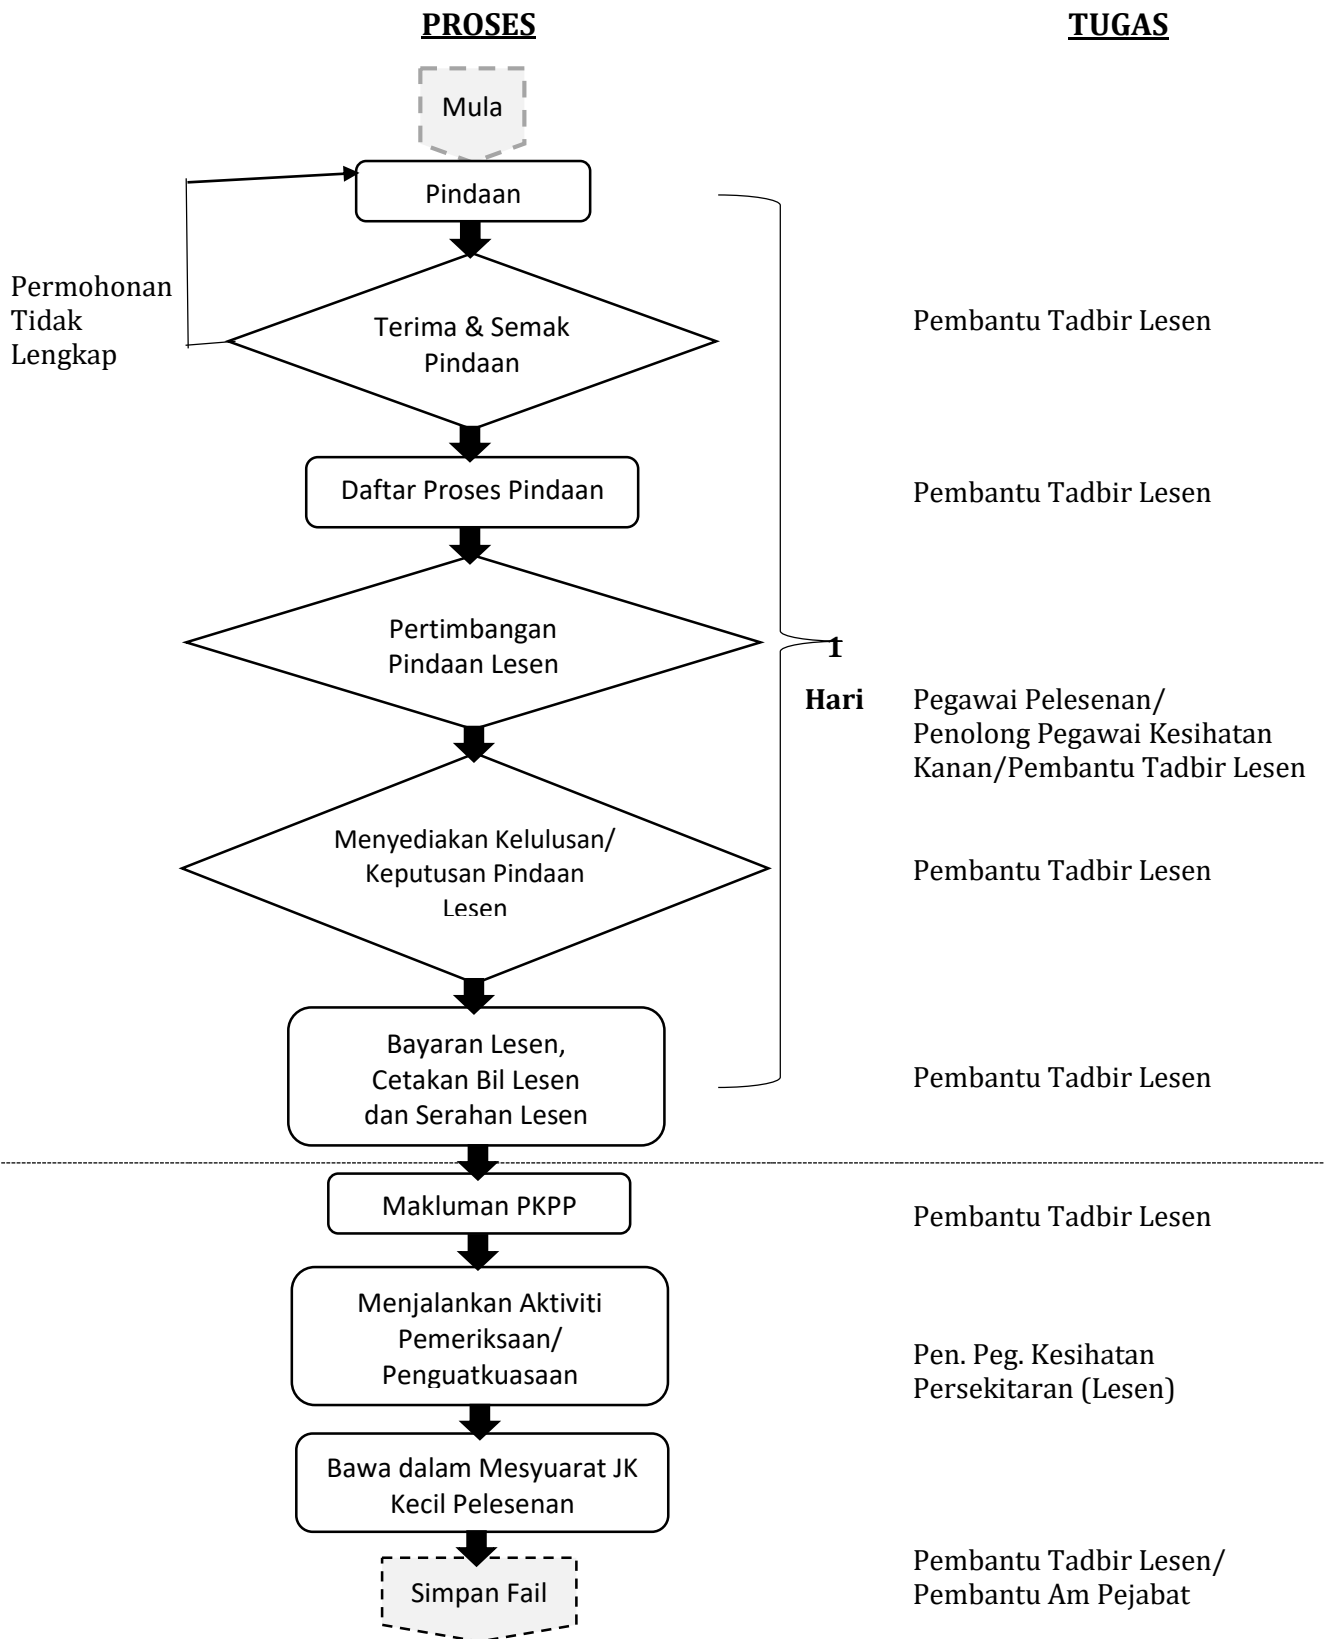 PROSES
TUGAS
Mula
Pindaan
Permohonan
Tidak
Lengkap
Terima & Semak
Pindaan
Pembantu Tadbir Lesen
Daftar Proses Pindaan
Pembantu Tadbir Lesen
Pertimbangan
Pindaan Lesen
1
Hari
Pegawai Pelesenan/
Penolong Pegawai Kesihatan
Kanan/Pembantu Tadbir Lesen
Menyediakan Kelulusan/
Keputusan Pindaan
Lesen
Pembantu Tadbir Lesen
Bayaran Lesen,
Cetakan Bil Lesen
dan Serahan Lesen
Pembantu Tadbir Lesen
Makluman PKPP
Pembantu Tadbir Lesen
Menjalankan Aktiviti
Pemeriksaan/
Penguatkuasaan
Pen. Peg. Kesihatan
Persekitaran (Lesen)
Bawa dalam Mesyuarat JK
Kecil Pelesenan
Simpan Fail
Pembantu Tadbir Lesen/
Pembantu Am Pejabat